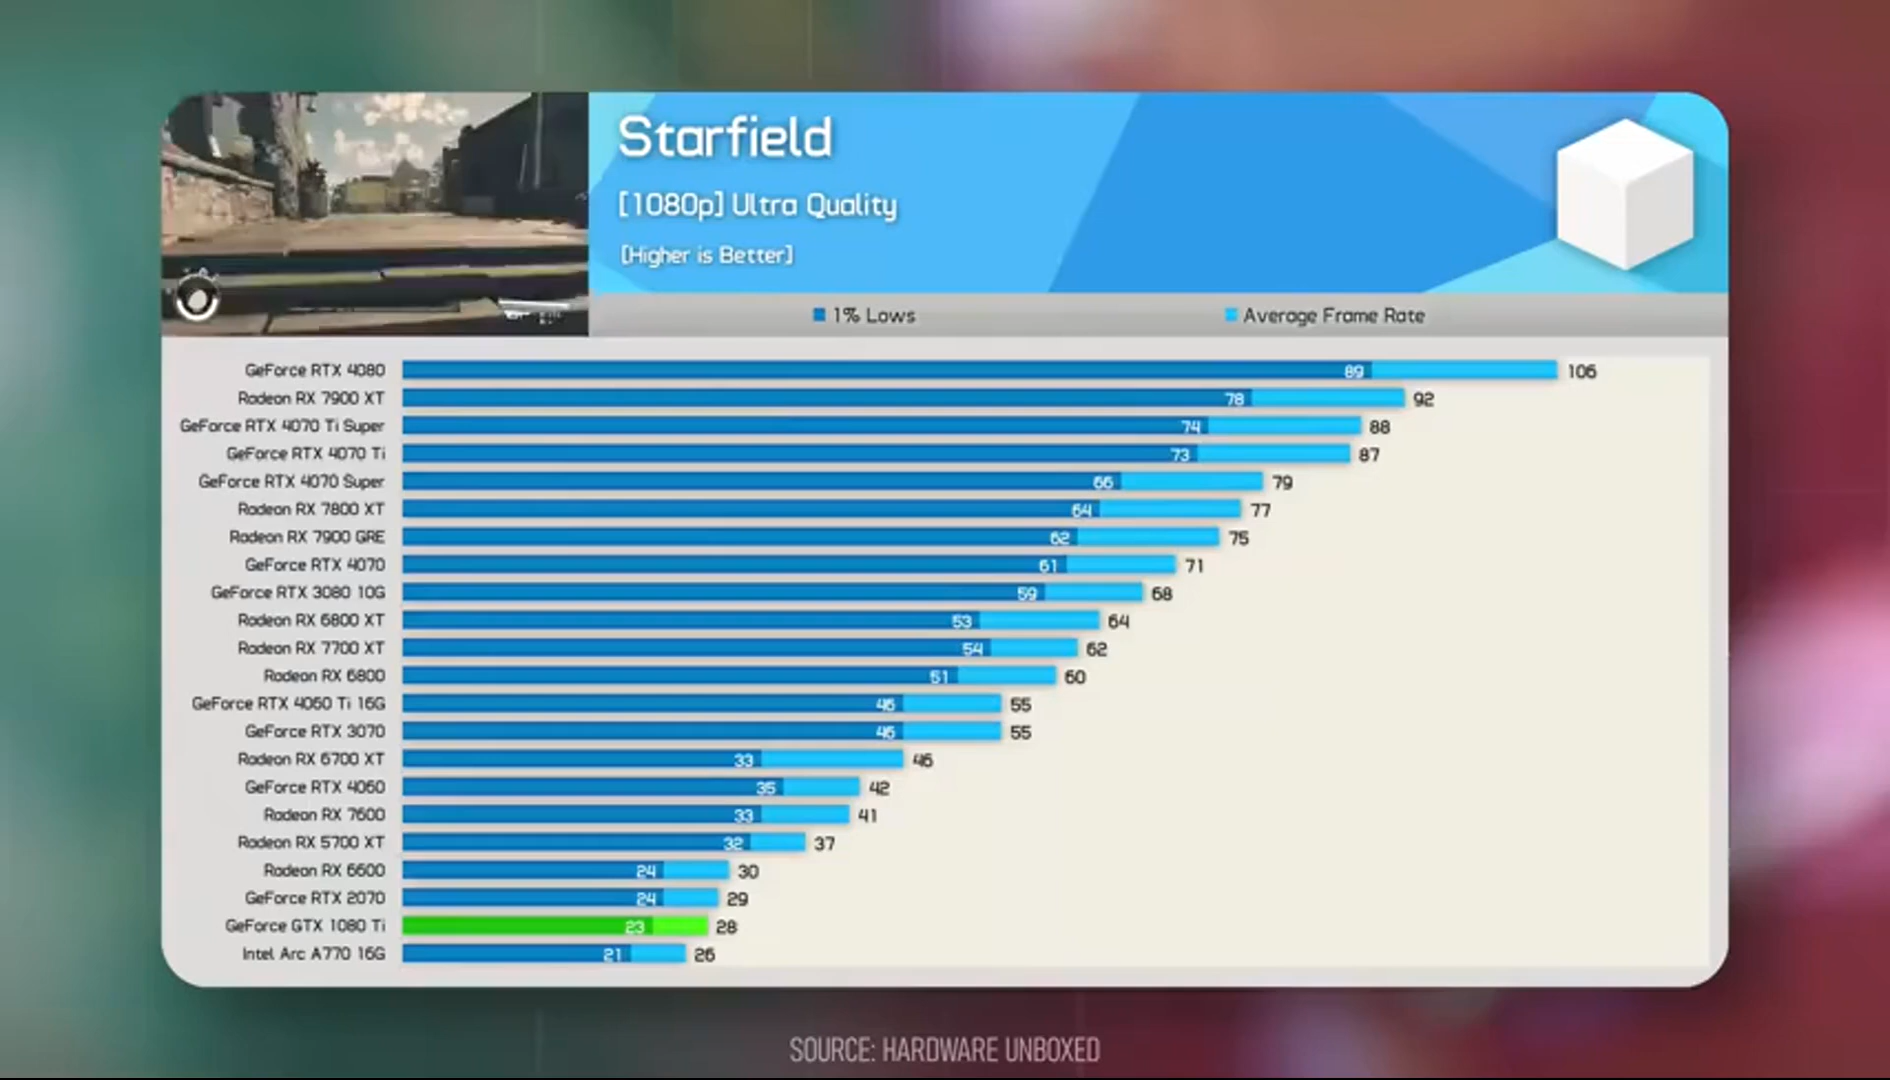 Starfield
[1080p] Ultra Quality
[Higher is Better]
1% Lows Average Frame Rate
GeForce RTX 4080 89 106
Radeon RX 7900 XT 78 92
GeForce RTX 4070 Ti Super 74 88
GeForce RTX 4070 Ti 73 87
GeForce RTX 4070 Super 66 79
Radeon RX 7800 XT 64 77
Radeon RX 7900 GRE 62 75
GeForce RTX 4070 61 71
GeForce RTX 3080 10G 59 68
Radeon RX 6800 XT 53 64
Radeon RX 7700 XT 54 62
Radeon RX 6800 51 60
GeForce RTX 4060 Ti 16G 46 55
GeForce RTX 3070 46 55
Radeon RX 6700 XT 33 46
GeForce RTX 4060 35 42
Radeon RX 7600 33 41
Radeon RX 5700 XT 32 37
Radeon RX 6600 24 30
GeForce RTX 2070 24 29
GeForce GTX 1080 Ti 23 28
Intel Arc A770 16G 21 26
SOURCE: HARDWARE UNBOXED